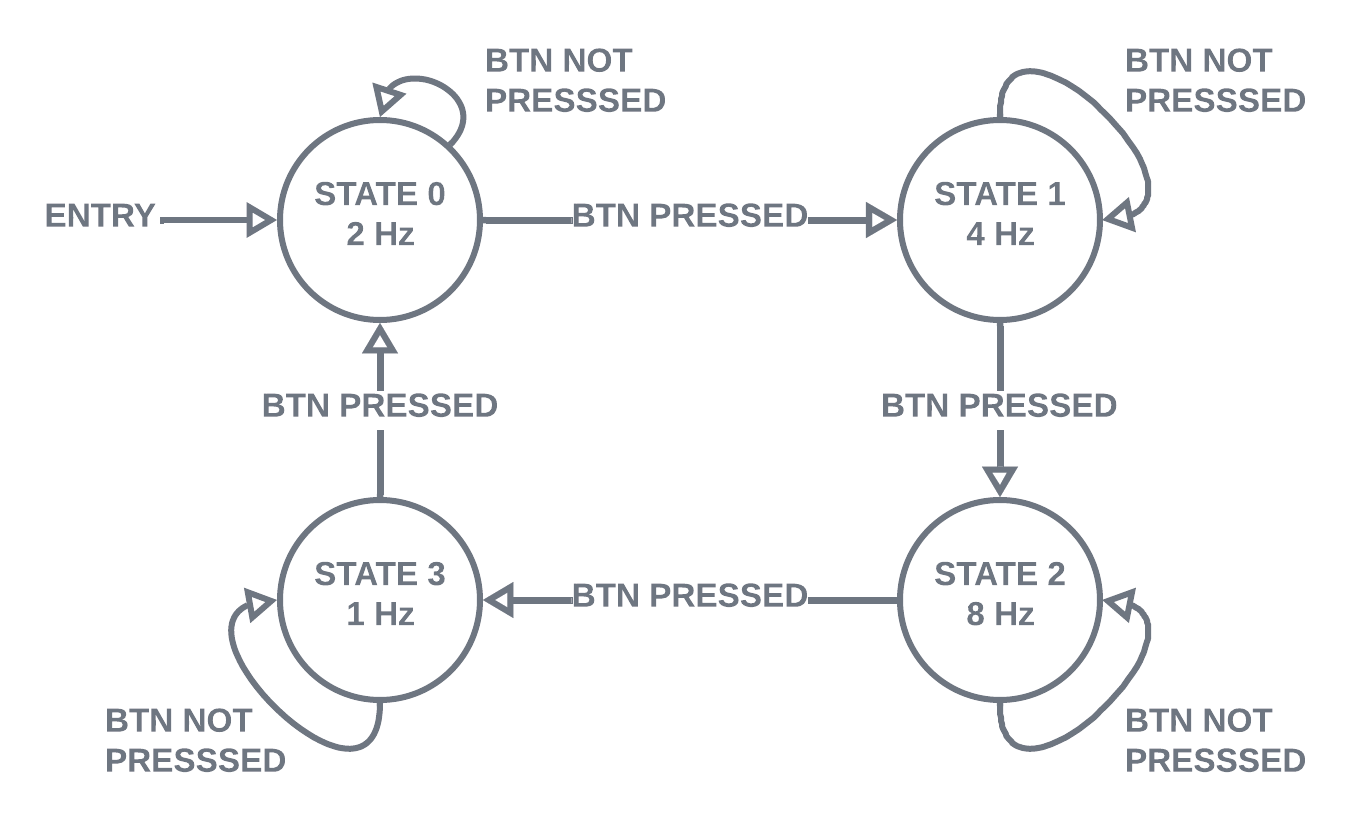 BTN NOT
PRESSSED
BTN NOT
PRESSSED
ENTRY
STATE 0
2 Hz
BTN PRESSED
STATE 1
4 Hz
BTN PRESSED
BTN PRESSED
STATE 3
1 Hz
BTN PRESSED
STATE 2
8 Hz
BTN NOT
PRESSSED
BTN NOT
PRESSSED